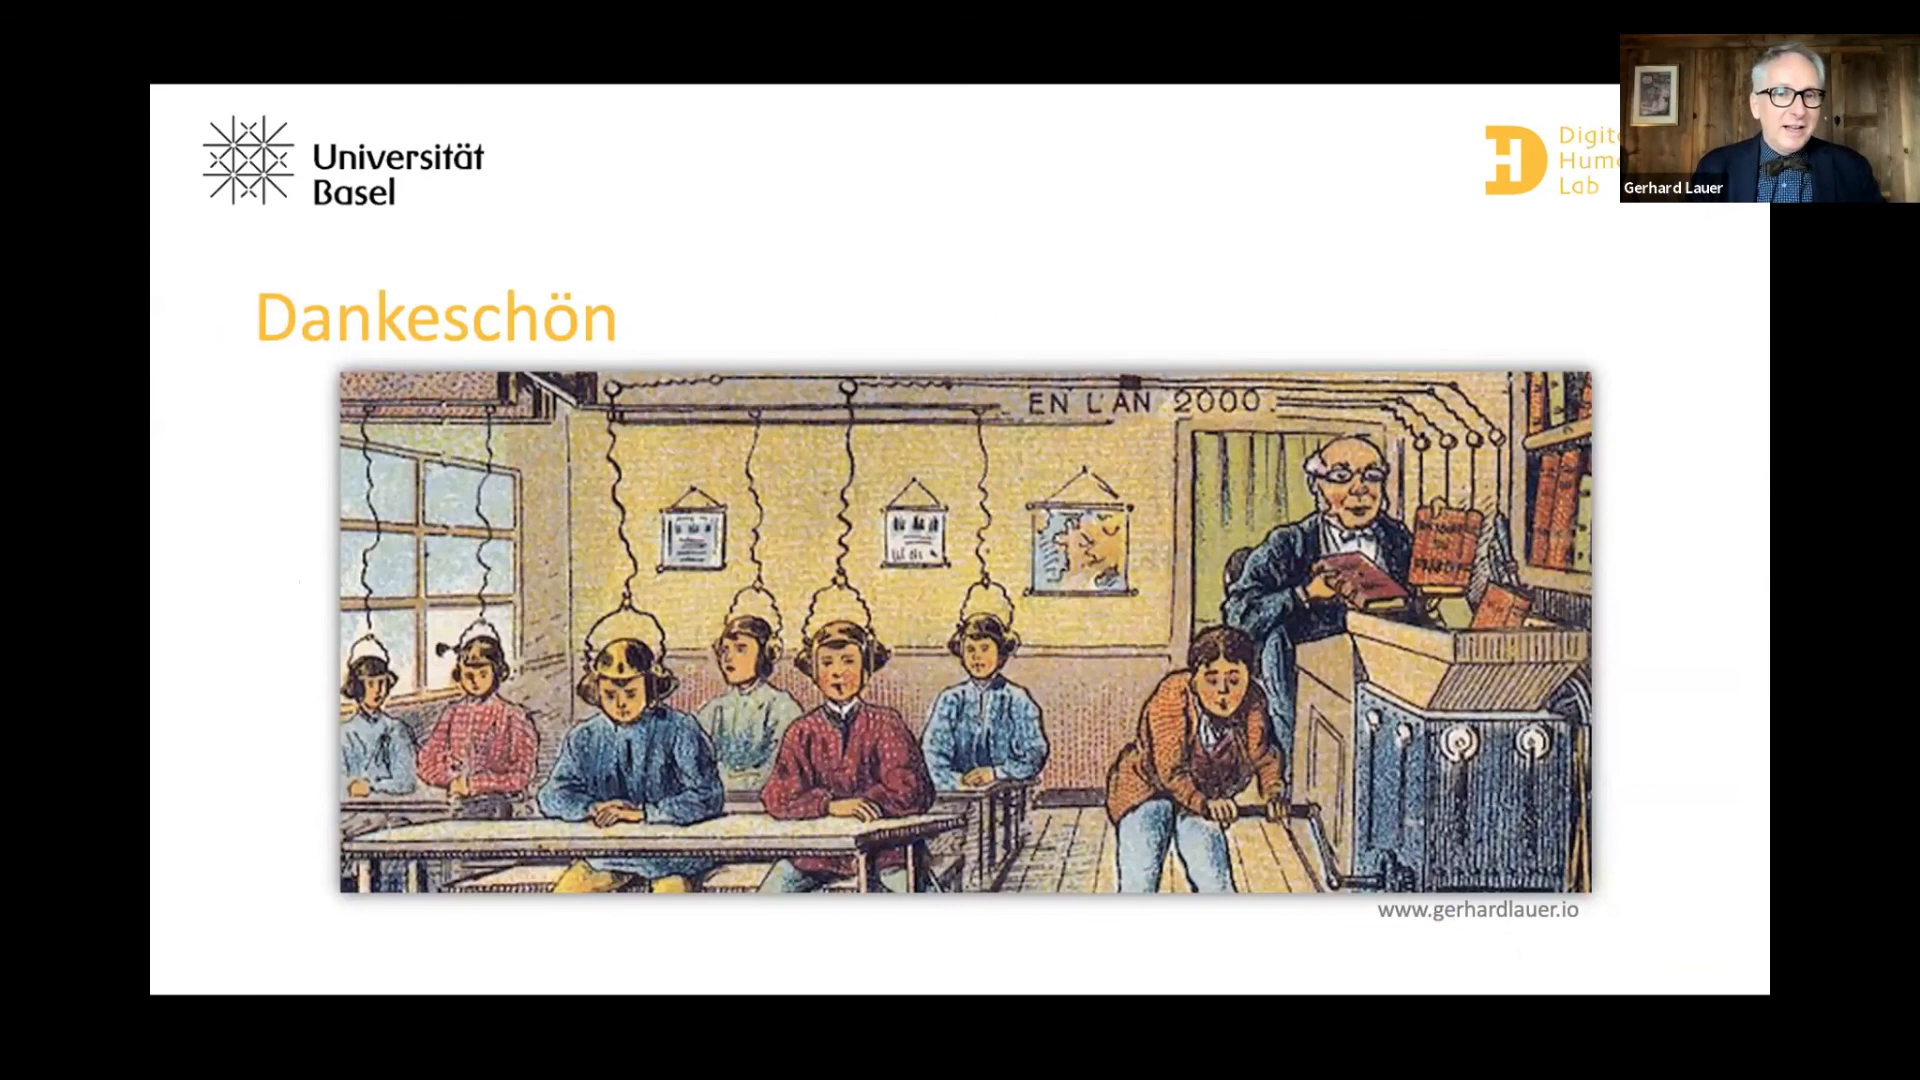 Universität
Basel
Digit
Hum
Lab
Gerhard Lauer
Dankeschön
EN L'AN 2000.
www.gerhardlauer.io